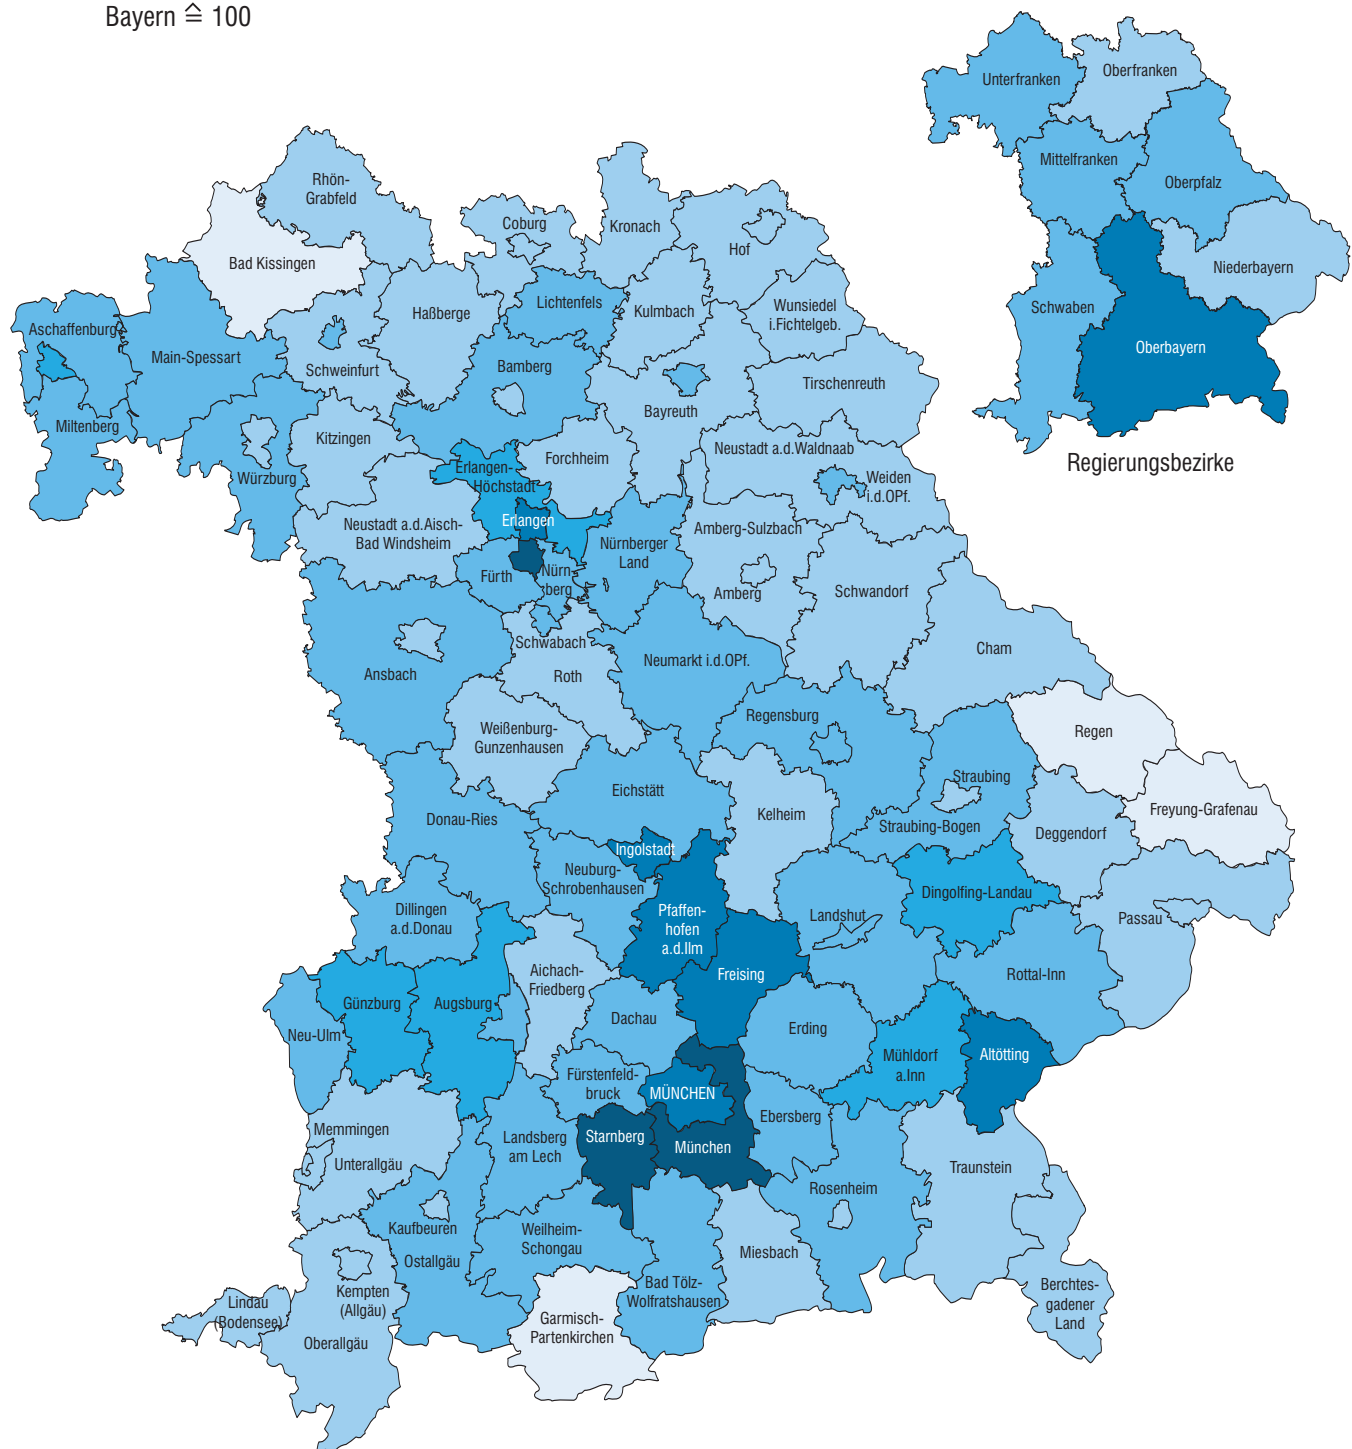 Bayern ≙ 100
Unterfranken
Oberfranken
Mittelfranken
Oberpfalz
Niederbayern
Schwaben
Oberbayern
Regierungsbezirke
Rhön-
Grabfeld
Bad Kissingen
Coburg
Kronach
Hof
Aschaffenburg
Main-Spessart
Haßberge
Lichtenfels
Kulmbach
Wunsiedel
i.Fichtelgeb.
Schweinfurt
Bamberg
Tirschenreuth
Miltenberg
Kitzingen
Bayreuth
Würzburg
Erlangen-
Höchstadt
Forchheim
Neustadt a.d.Waldnaab
Weiden
i.d.OPf.
Neustadt a.d.Aisch-
Bad Windsheim
Erlangen
Nürnberger
Land
Amberg-Sulzbach
Fürth
Nürn-
berg
Amberg
Schwandorf
Ansbach
Schwabach
Roth
Neumarkt i.d.OPf.
Cham
Weißenburg-
Gunzenhausen
Regensburg
Regen
Donau-Ries
Eichstätt
Kelheim
Straubing
Straubing-Bogen
Freyung-Grafenau
Deggendorf
Ingolstadt
Neuburg-
Schrobenhausen
Dillingen
a.d.Donau
Pfaffen-
hofen
a.d.Ilm
Landshut
Dingolfing-Landau
Passau
Aichach-
Friedberg
Freising
Rottal-Inn
Günzburg
Augsburg
Neu-Ulm
Dachau
Erding
Mühldorf
a.Inn
Altötting
Fürstenfeld-
bruck
MÜNCHEN
Ebersberg
Memmingen
Unterallgäu
Landsberg
am Lech
Starnberg
München
Traunstein
Rosenheim
Kaufbeuren
Ostallgäu
Weilheim-
Schongau
Miesbach
Bad Tölz-
Wolfratshausen
Berchtes-
gadener
Land
Lindau
(Bodensee)
Kempten
(Allgäu)
Oberallgäu
Garmisch-
Partenkirchen